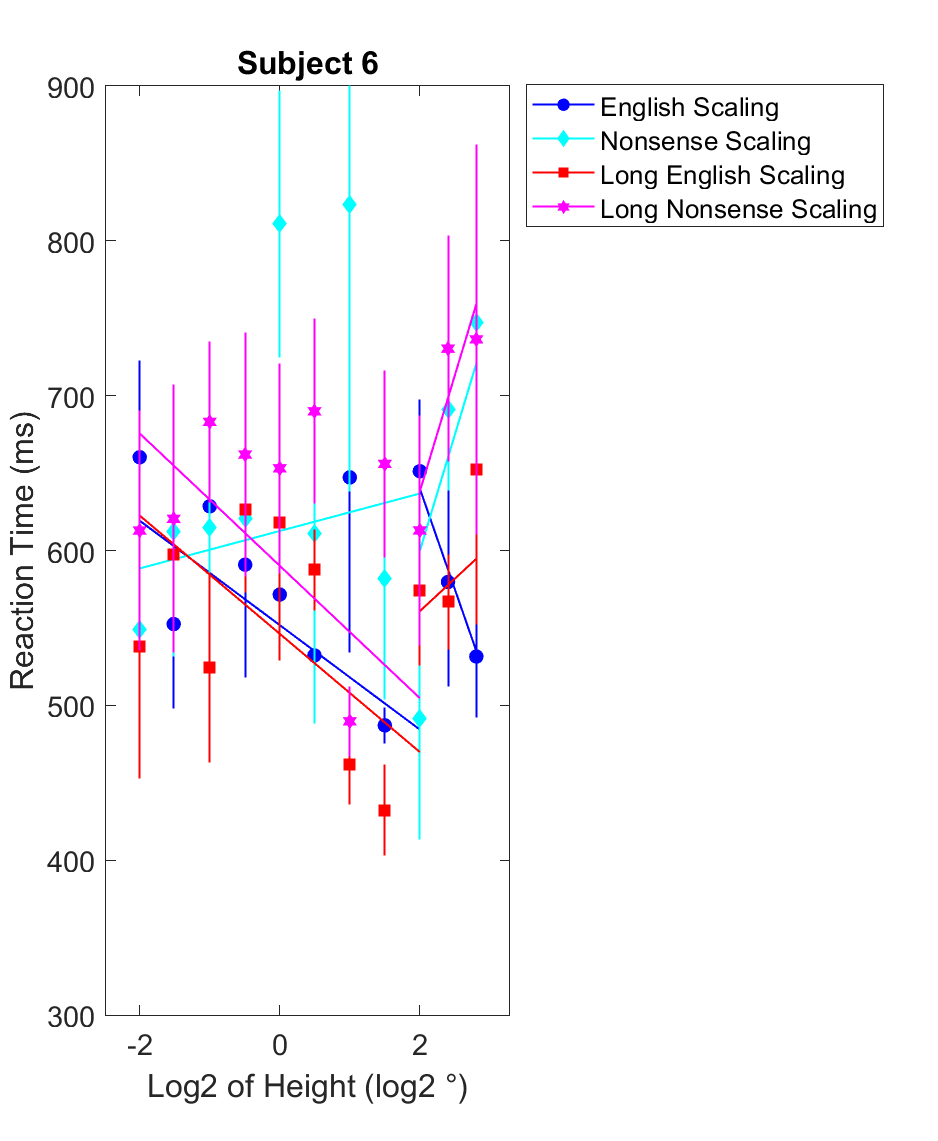 Subject 6
900
800
700
600
500
400
300
-2
0
2
Reaction Time (ms)
Log2 of Height (log2 °)
English Scaling
Nonsense Scaling
Long English Scaling
Long Nonsense Scaling